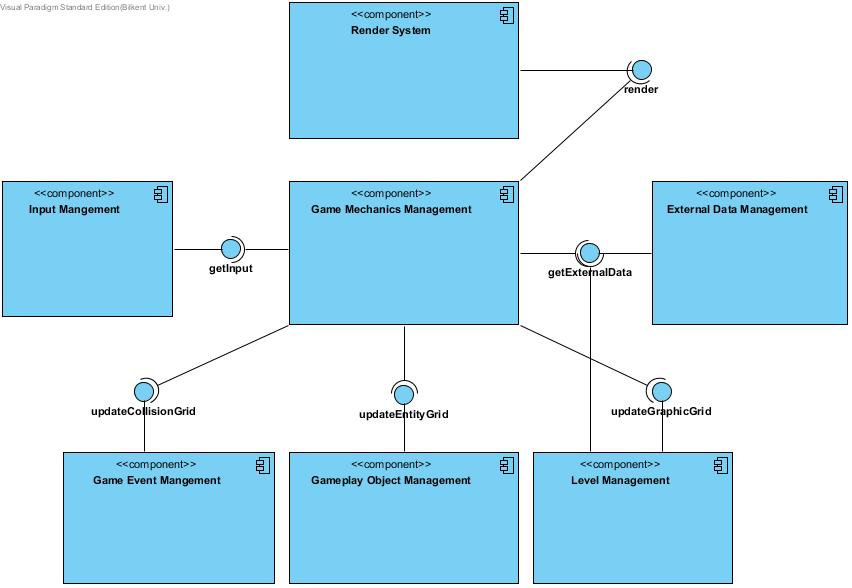 Visual Paradigm Standard Edition(Bilkent Univ.)
<<component>>
Render System
render
<<component>>
Input Mangement
<<component>>
Game Mechanics Management
<<component>>
External Data Management
getInput
getExternalData
updateCollisionGrid
updateEntityGrid
updateGraphicGrid
<<component>>
Game Event Mangement
<<component>>
Gameplay Object Management
<<component>>
Level Management